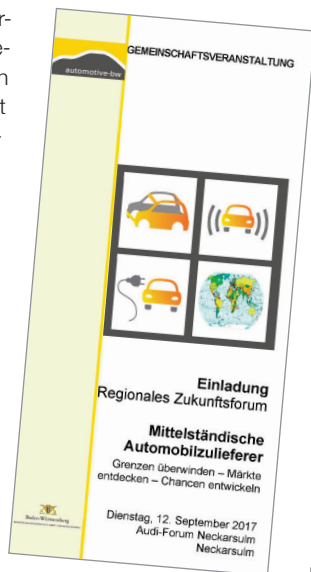 r-
e-
n
t
automotive-bw
GEMEINSCHAFTSVERANSTALTUNG
Einladung
Regionales Zukunftsforum
Mittelständische
Automobilzulieferer
Grenzen überwinden – Märkte
entdecken – Chancen entwickeln
Dienstag, 12. September 2017
Audi-Forum Neckarsulm
Neckarsulm
Baden-Württemberg